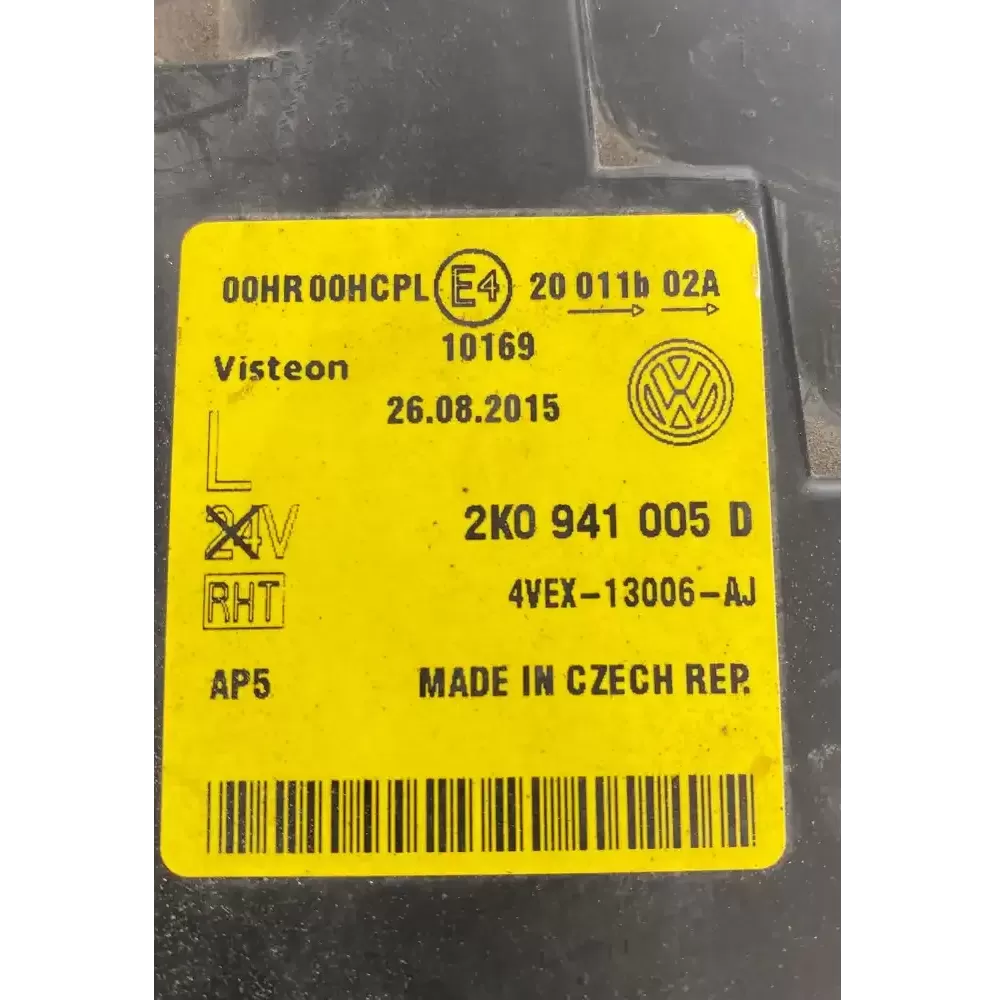 00HR 00HCPL E4 20 011b 02A
10169
Visteon
26.08.2015
L
24V
2K0 941 005 D
RHT
4VEX-13006-AJ
AP5
MADE IN CZECH REP.